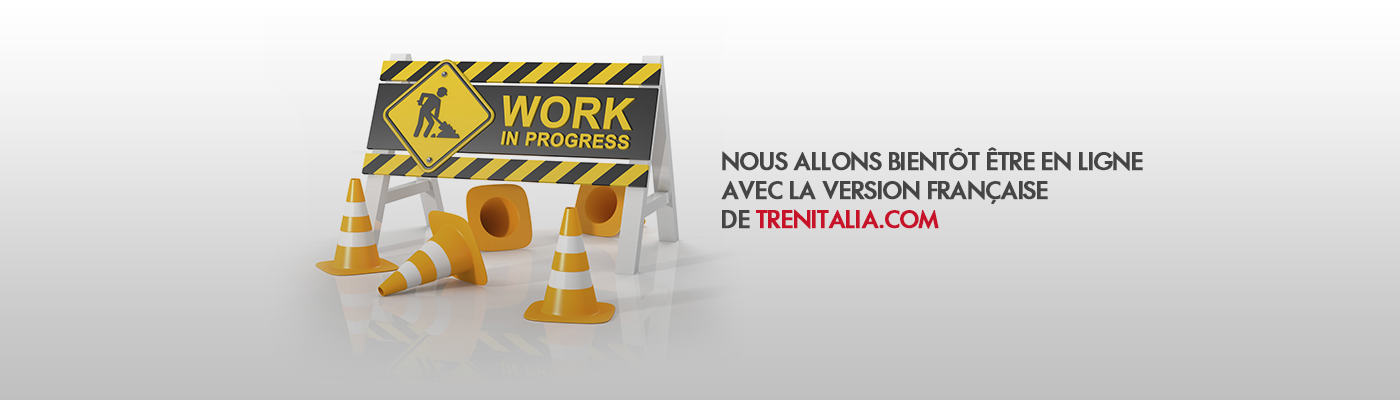 WORK
IN PROGRESS
NOUS ALLONS BIENTÔT ÊTRE EN LIGNE
AVEC LA VERSION FRANÇAISE
DE TRENITALIA.COM